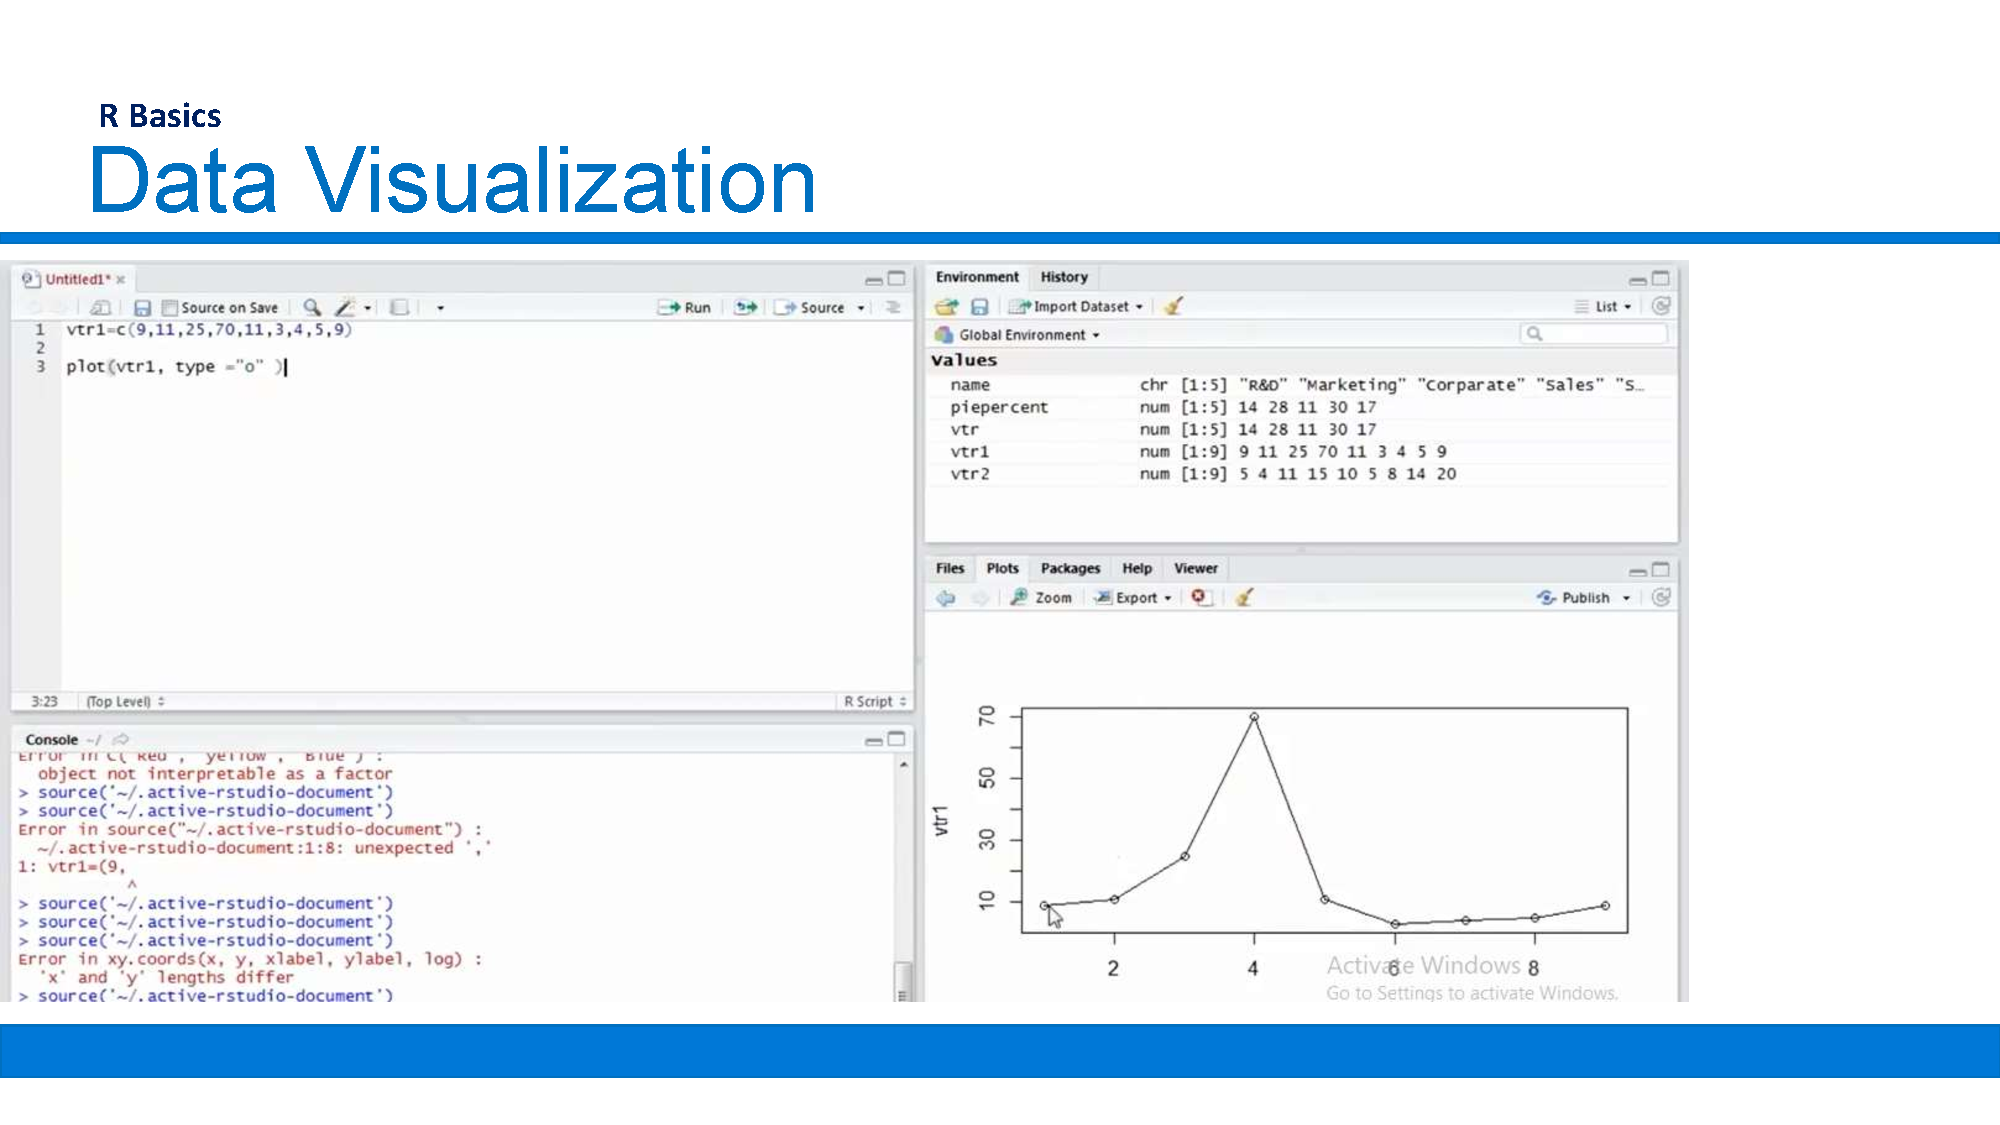 R Basics
Data Visualization
Untitled1*
Source on Save
Run
Source
1 vtr1=c(9,11,25,70,11,3,4,5,9)
2
3 plot(vtr1, type ="o" )
3:23 (Top Level) R Script
Console ~/
Error in c("Red", "yellow", "Blue") :
object not interpretable as a factor
> source('~/.active-rstudio-document')
> source('~/.active-rstudio-document')
Error in source("~/.active-rstudio-document") :
~/.active-rstudio-document:1:8: unexpected ','
1: vtr1=(9,
^
> source('~/.active-rstudio-document')
> source('~/.active-rstudio-document')
> source('~/.active-rstudio-document')
Error in xy.coords(x, y, xlabel, ylabel, log) :
'x' and 'y' lengths differ
> source('~/.active-rstudio-document')
Environment History
Import Dataset
List
Global Environment
Values
name chr [1:5] "R&D" "Marketing" "Corparate" "Sales" "S…
piepercent num [1:5] 14 28 11 30 17
vtr num [1:5] 14 28 11 30 17
vtr1 num [1:9] 9 11 25 70 11 3 4 5 9
vtr2 num [1:9] 5 4 11 15 10 5 8 14 20
Files Plots Packages Help Viewer
Zoom Export Publish
70
50
30
10
vtr1
2 4 6 8
Activate Windows
Go to Settings to activate Windows.